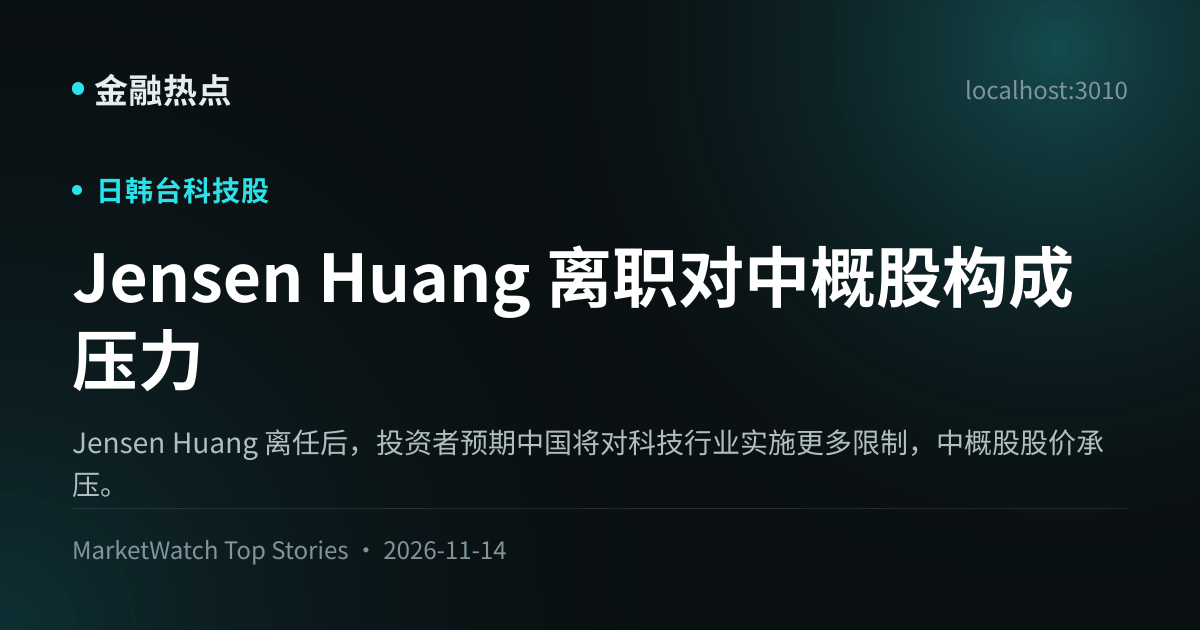 金融热点
localhost:3010
日韩台科技股
Jensen Huang 离职对中概股构成
压力
Jensen Huang 离任后，投资者预期中国将对科技行业实施更多限制，中概股股价承
压。
MarketWatch Top Stories · 2026-11-14